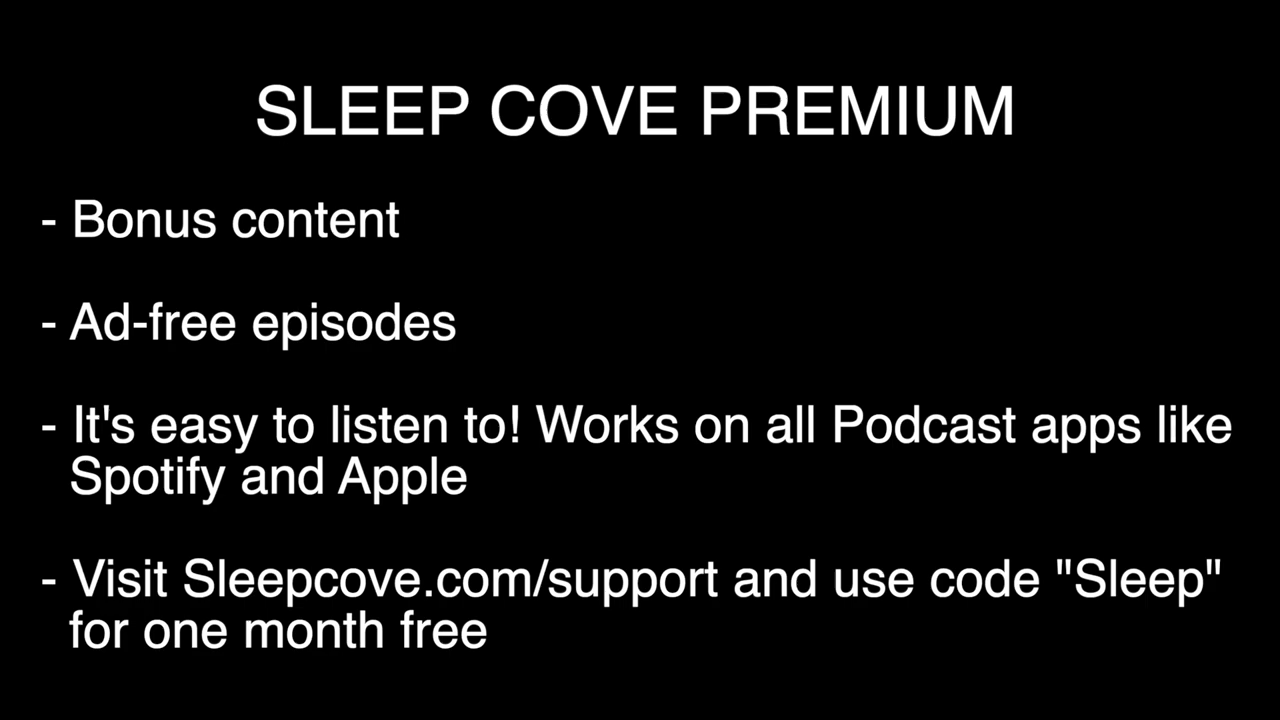 SLEEP COVE PREMIUM
- Bonus content
- Ad-free episodes
- It's easy to listen to! Works on all Podcast apps like
Spotify and Apple
- Visit Sleepcove.com/support and use code "Sleep"
for one month free